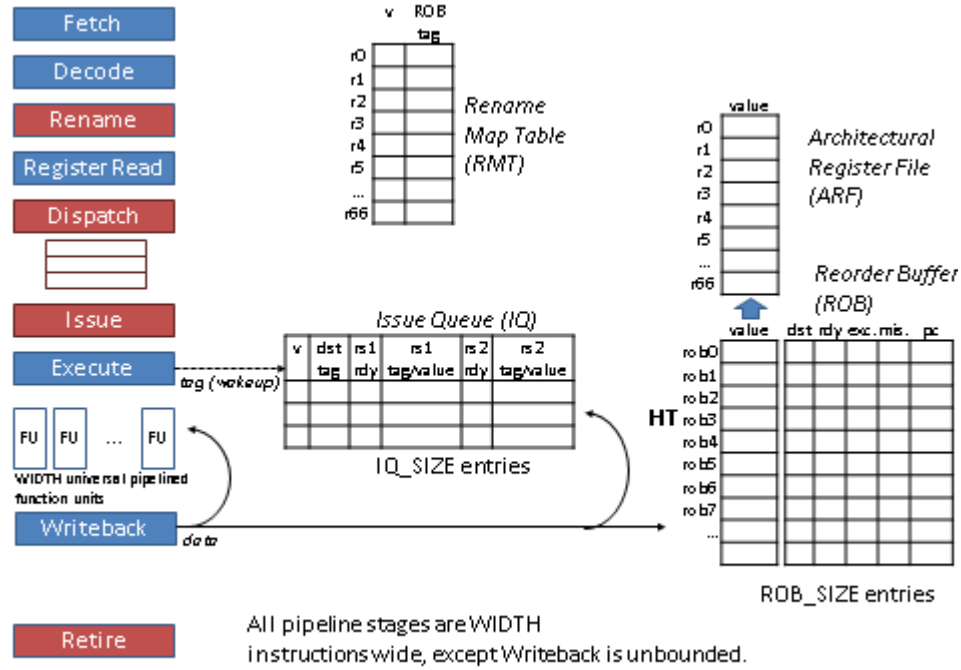 Fetch
Decode
Rename
Register Read
Dispatch
Issue
Execute
FU FU ... FU
WIDTH universal pipelined
function units
Writeback
Retire
v ROB
tag
r0
r1
r2
r3
r4
r5
...
r66
Rename
Map Table
(RMT)
value
r0
r1
r2
r3
r4
r5
...
r66
Architectural
Register File
(ARF)
Reorder Buffer
(ROB)
Issue Queue (IQ)
v dst rs1 rs1 rs2 rs2
tag rdy tag/value rdy tag/value
tag (wakeup)
IQ_SIZE entries
data
value dst rdy exc. mis. pc
rob0
rob1
rob2
HT rob3
rob4
rob5
rob6
rob7
...
ROB_SIZE entries
All pipeline stages are WIDTH
instructions wide, except Writeback is unbounded.